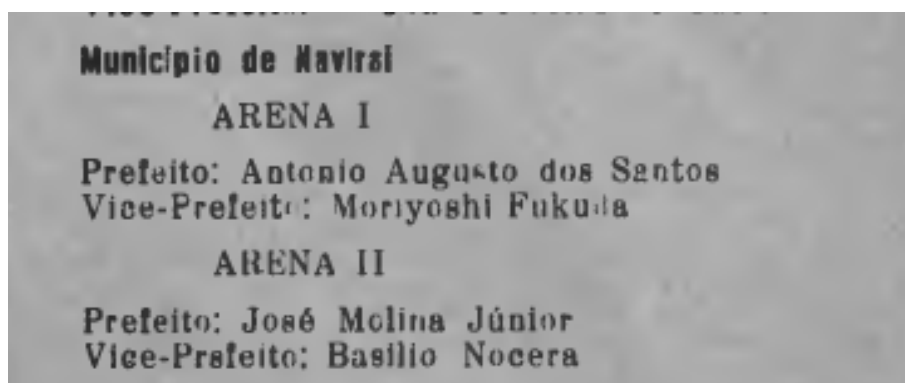 Município de Naviraí
ARENA I
Prefeito: Antonio Augusto dos Santos
Vice-Prefeito: Moriyoshi Fukuda
ARENA II
Prefeito: José Molina Júnior
Vice-Prefeito: Basilio Nocera